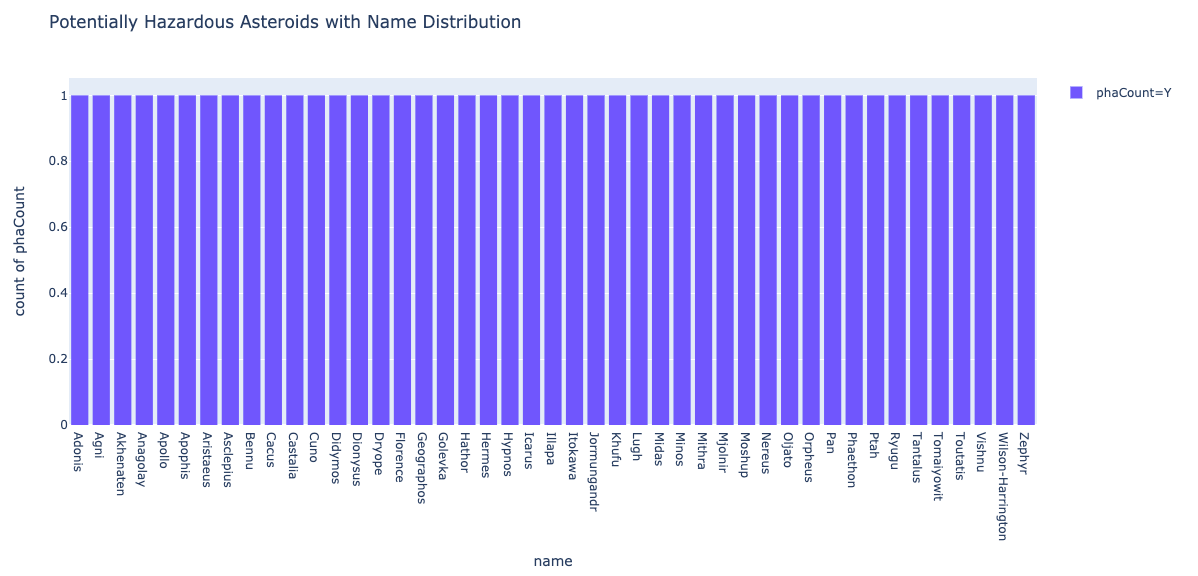 Potentially Hazardous Asteroids with Name Distribution
phaCount=Y
count of phaCount
1
0.8
0.6
0.4
0.2
0
Adonis
Agni
Akhenaten
Anagolay
Apollo
Apophis
Aristaeus
Asclepius
Bennu
Cacus
Castalia
Cuno
Didymos
Dionysus
Dryope
Florence
Geographos
Golevka
Hathor
Hermes
Hypnos
Icarus
Illapa
Itokawa
Jormungandr
Khufu
Lugh
Midas
Minos
Mithra
Mjolnir
Moshup
Nereus
Oljato
Orpheus
Pan
Phaethon
Ptah
Ryugu
Tantalus
Tomaiyowit
Toutatis
Vishnu
Wilson-Harrington
Zephyr
name